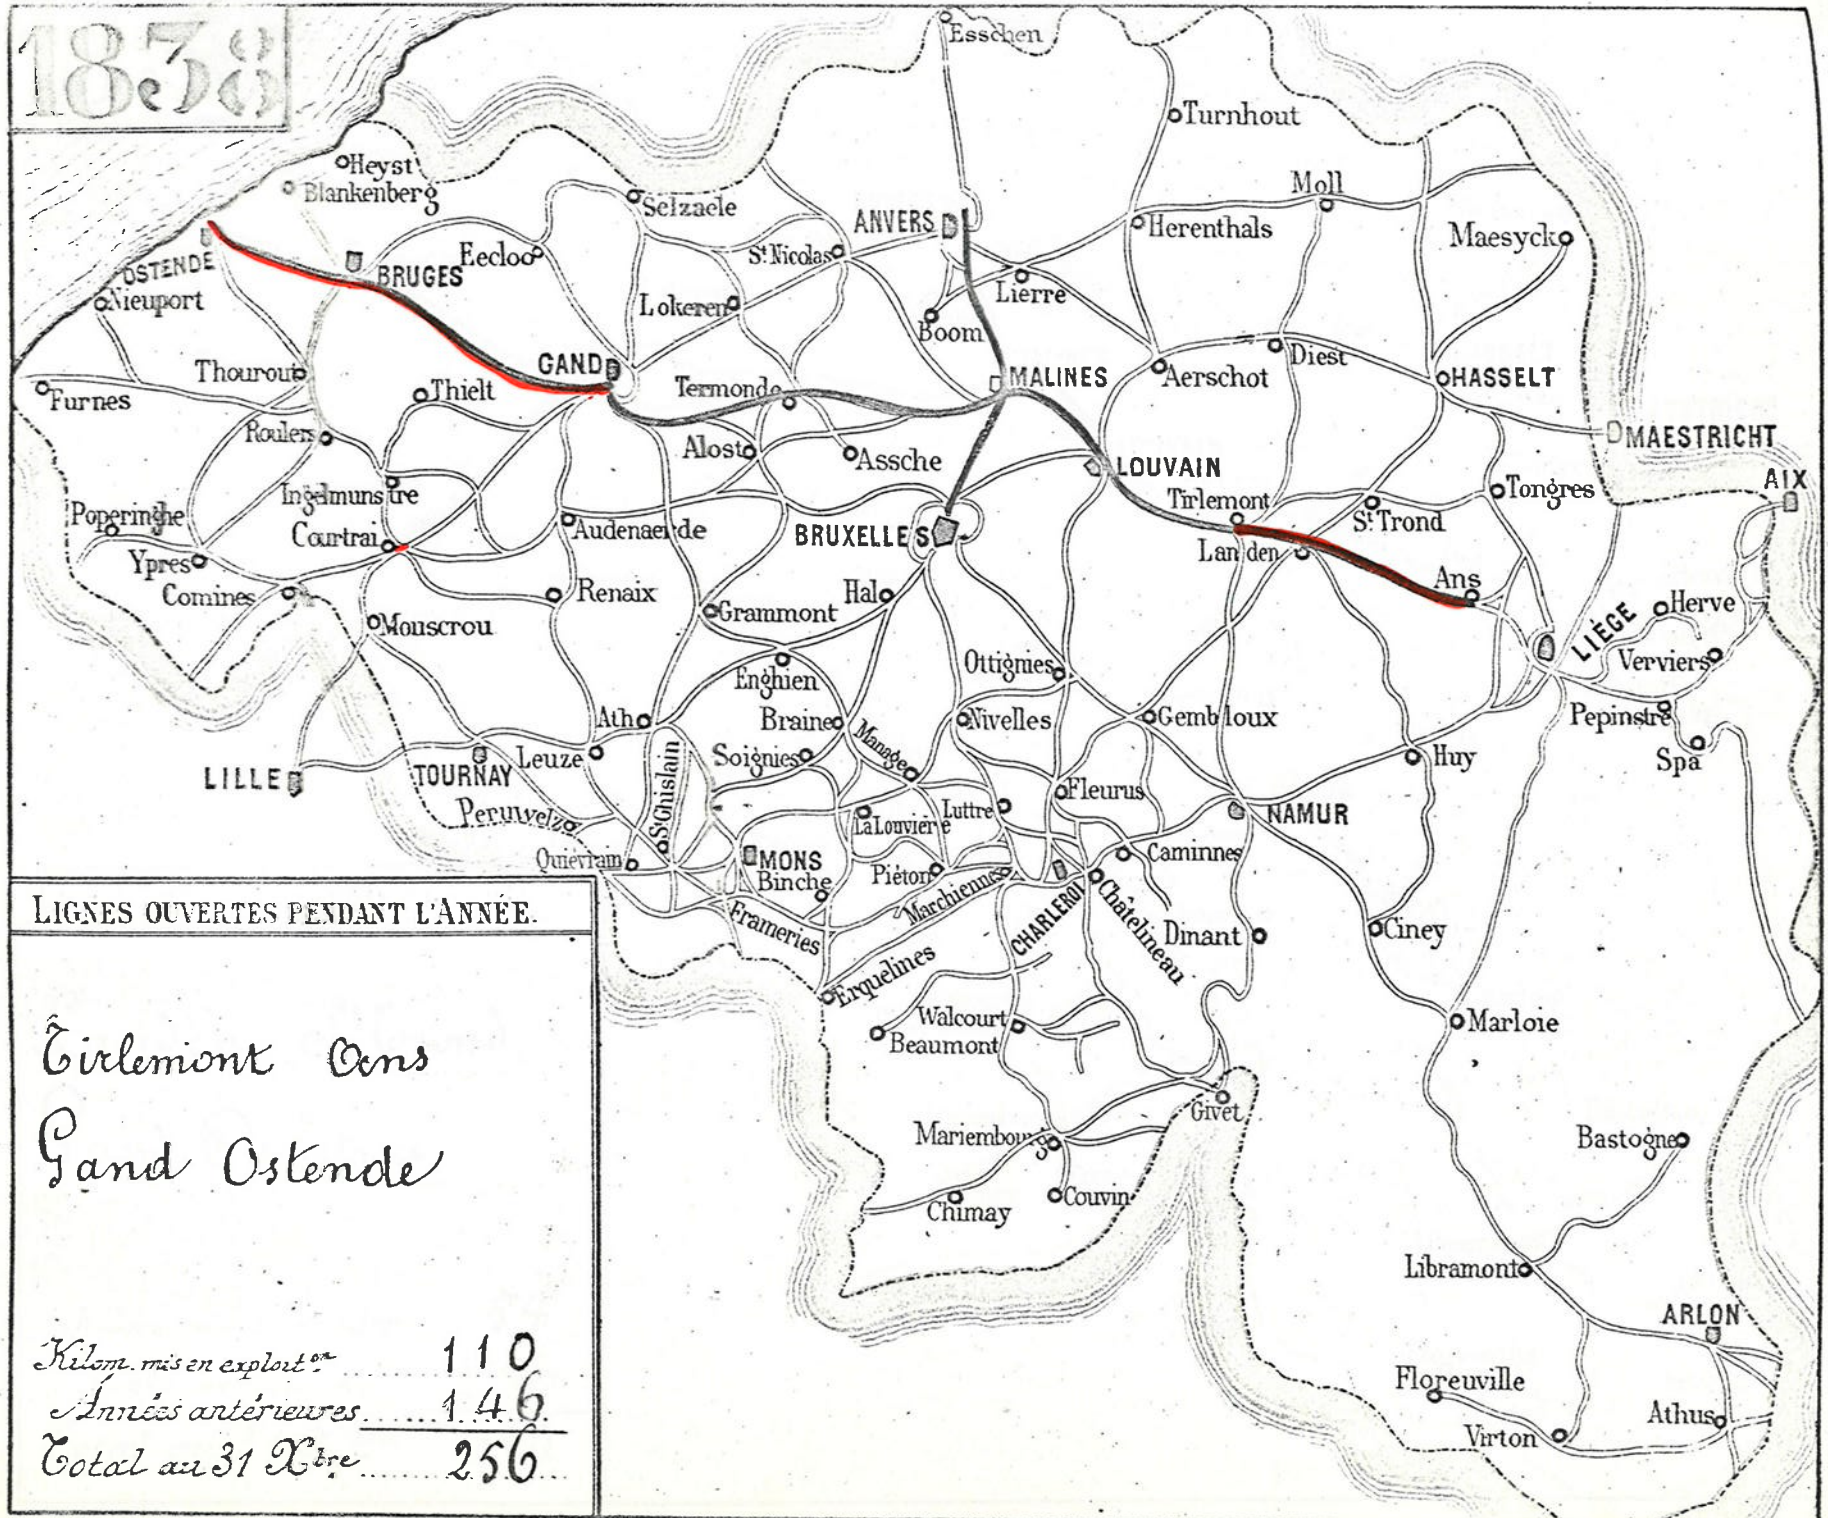 1838
Esschen
Turnhout
Heyst
Blankenberg
Selzaele
Moll
ANVERS
Herenthals
Maesyck
Eecloo
St Nicolas
OSTENDE
BRUGES
Nieuport
Lokeren
Lierre
Boom
GAND
Diest
Thourout
Thielt
Termonde
MALINES
Aerschot
HASSELT
Furnes
Roulers
MAESTRICHT
Alost
Assche
LOUVAIN
AIX
Ingelmunstre
Tirlemont
Tongres
Poperinghe
St Trond
Courtrai
Audenaerde
BRUXELLES
Landen
Ypres
Ans
Comines
Renaix
Hal
Grammont
Herve
Mouscrou
LIÈGE
Verviers
Ottignies
Enghien
Ath
Braine
Nivelles
Gembloux
Pepinstre
Manage
Soignies
Leuze
Huy
Spa
LILLE
TOURNAY
St Ghislain
Fleurus
Peruwelz
La Louvière
Luttre
NAMUR
Quiévrain
MONS
Caminnes
Binche
Piéton
Marchiennes
Frameries
CHARLEROI
Châtelineau
Dinant
Ciney
LIGNES OUVERTES PENDANT L'ANNÉE.
Erquelines
Walcourt
Marloie
Beaumont
Tirlemont Ans
Givet
Mariembourg
Bastogne
Gand Ostende
Couvin
Chimay
Libramont
ARLON
Kilom. mis en exploit.on 110
Florenville
Années antérieures 146
Athus
Virton
Total au 31 Xbre 256